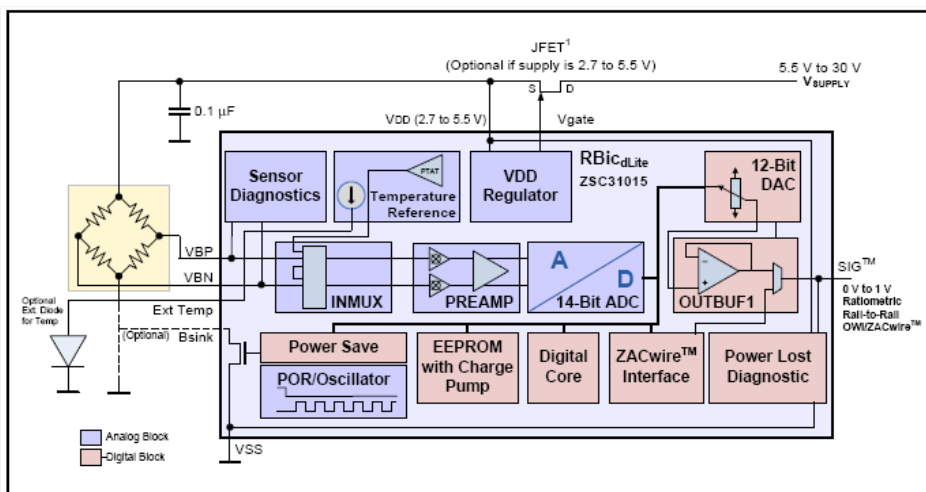 JFET1
(Optional if supply is 2.7 to 5.5 V)
5.5 V to 30 V
VSUPPLY
S
D
0.1 µF
VDD (2.7 to 5.5 V)
Vgate
RBicdLite
ZSC31015
Sensor
Diagnostics
PTAT
Temperature
Reference
VDD
Regulator
12-Bit
DAC
VBP
VBN
INMUX
PREAMP
A
D
14-Bit ADC
OUTBUF1
SIG™
0 V to 1 V
Ratiometric
Rail-to-Rail
OWI/ZACwire™
Optional
Ext. Diode
for Temp
Ext Temp
(Optional)
Bsink
Power Save
POR/Oscillator
EEPROM
with Charge
Pump
Digital
Core
ZACwire™
Interface
Power Lost
Diagnostic
Analog Block
Digital Block
VSS